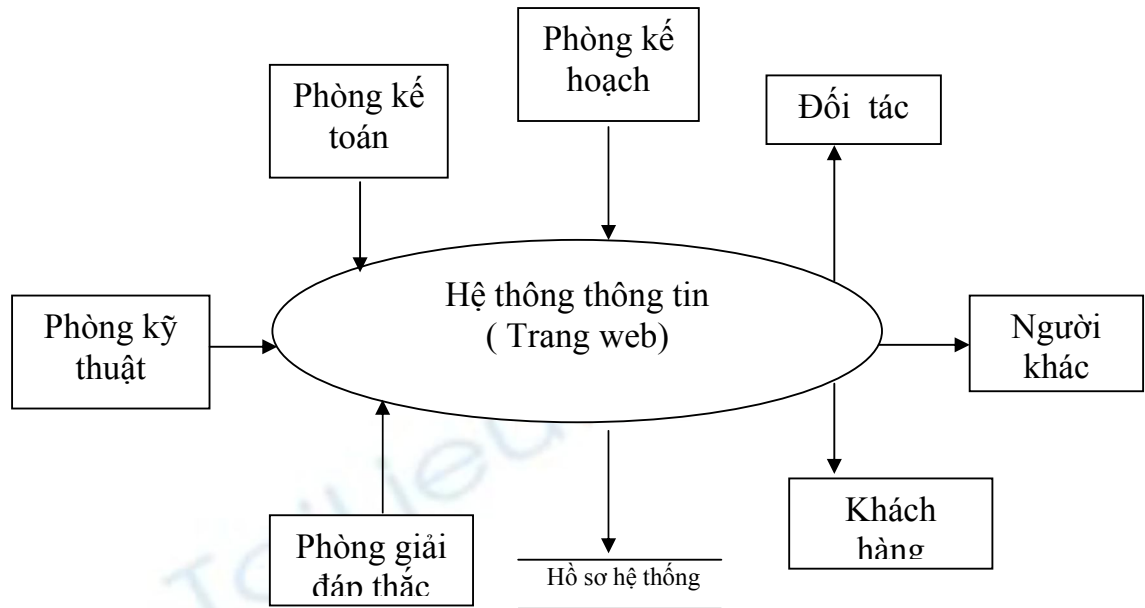 Phòng kế
hoạch
Phòng kế
toán
Đối tác
Hệ thông thông tin
( Trang web)
Phòng kỹ
thuật
Người
khác
Khách
hàng
Phòng giải
đáp thắc
Hồ sơ hệ thống
TaiLieu